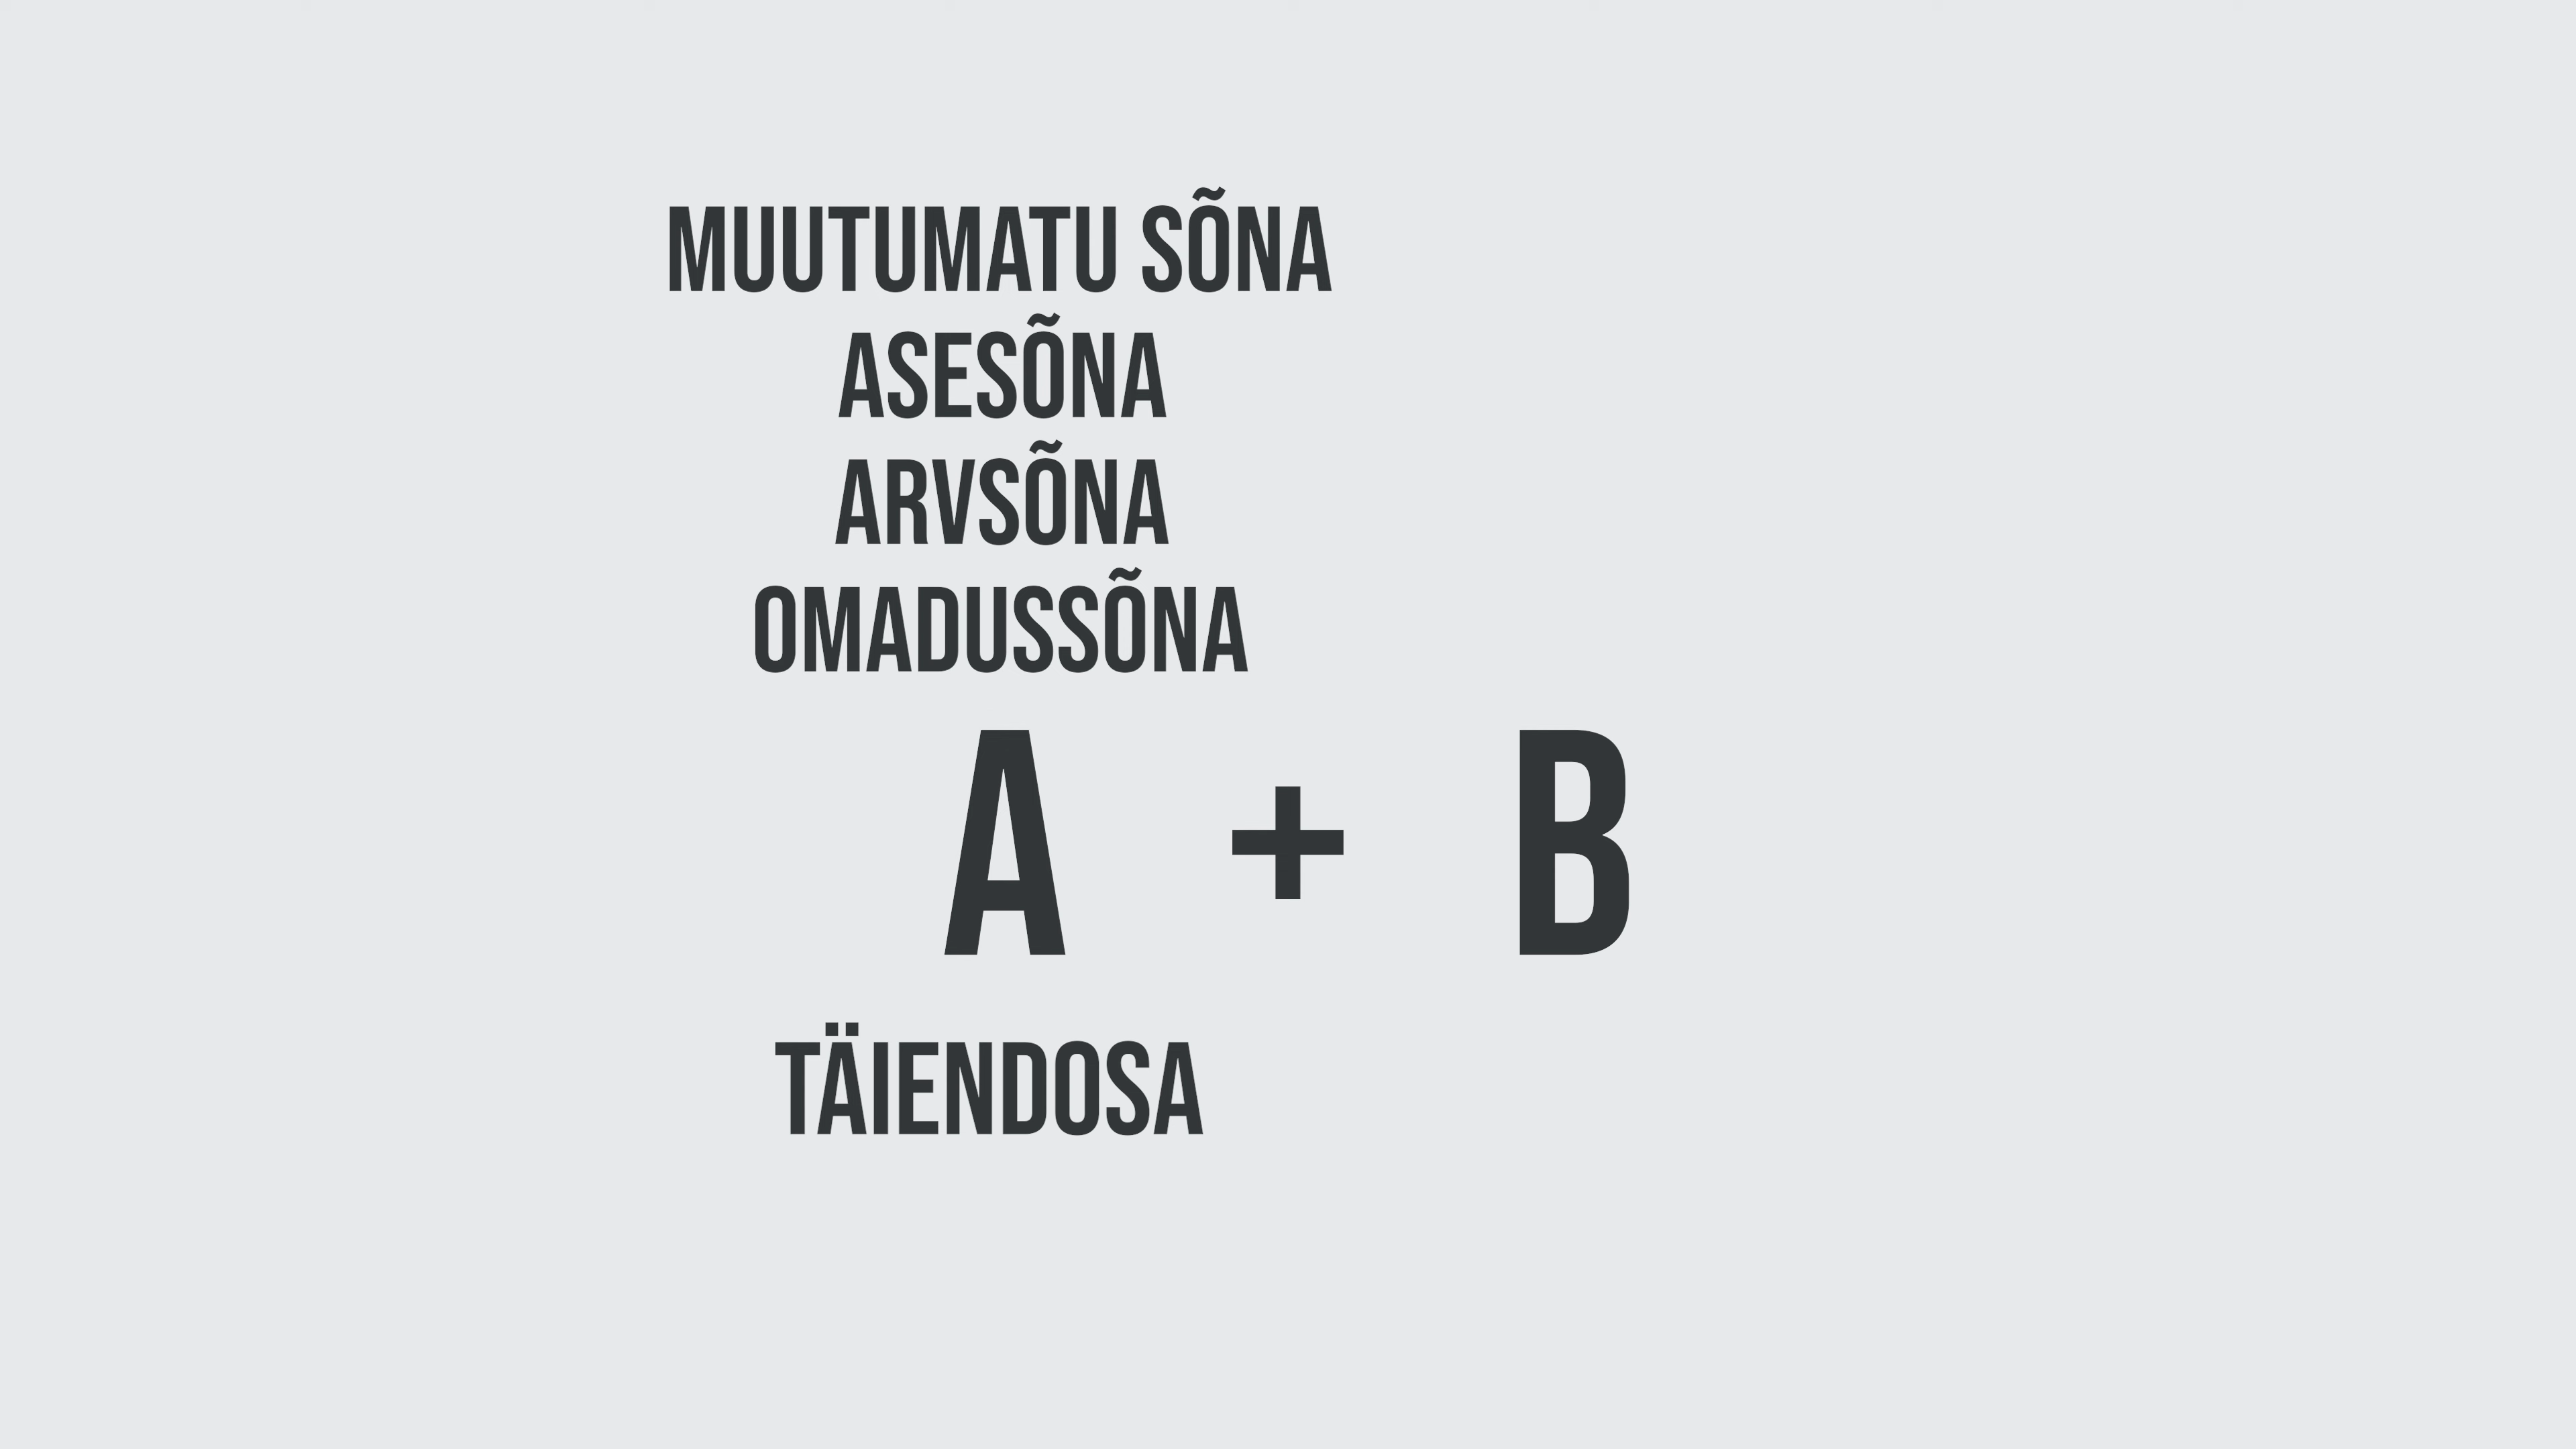 MUUTUMATU SÕNA
ASESÕNA
ARVSÕNA
OMADUSSÕNA
A + B
TÄIENDOSA